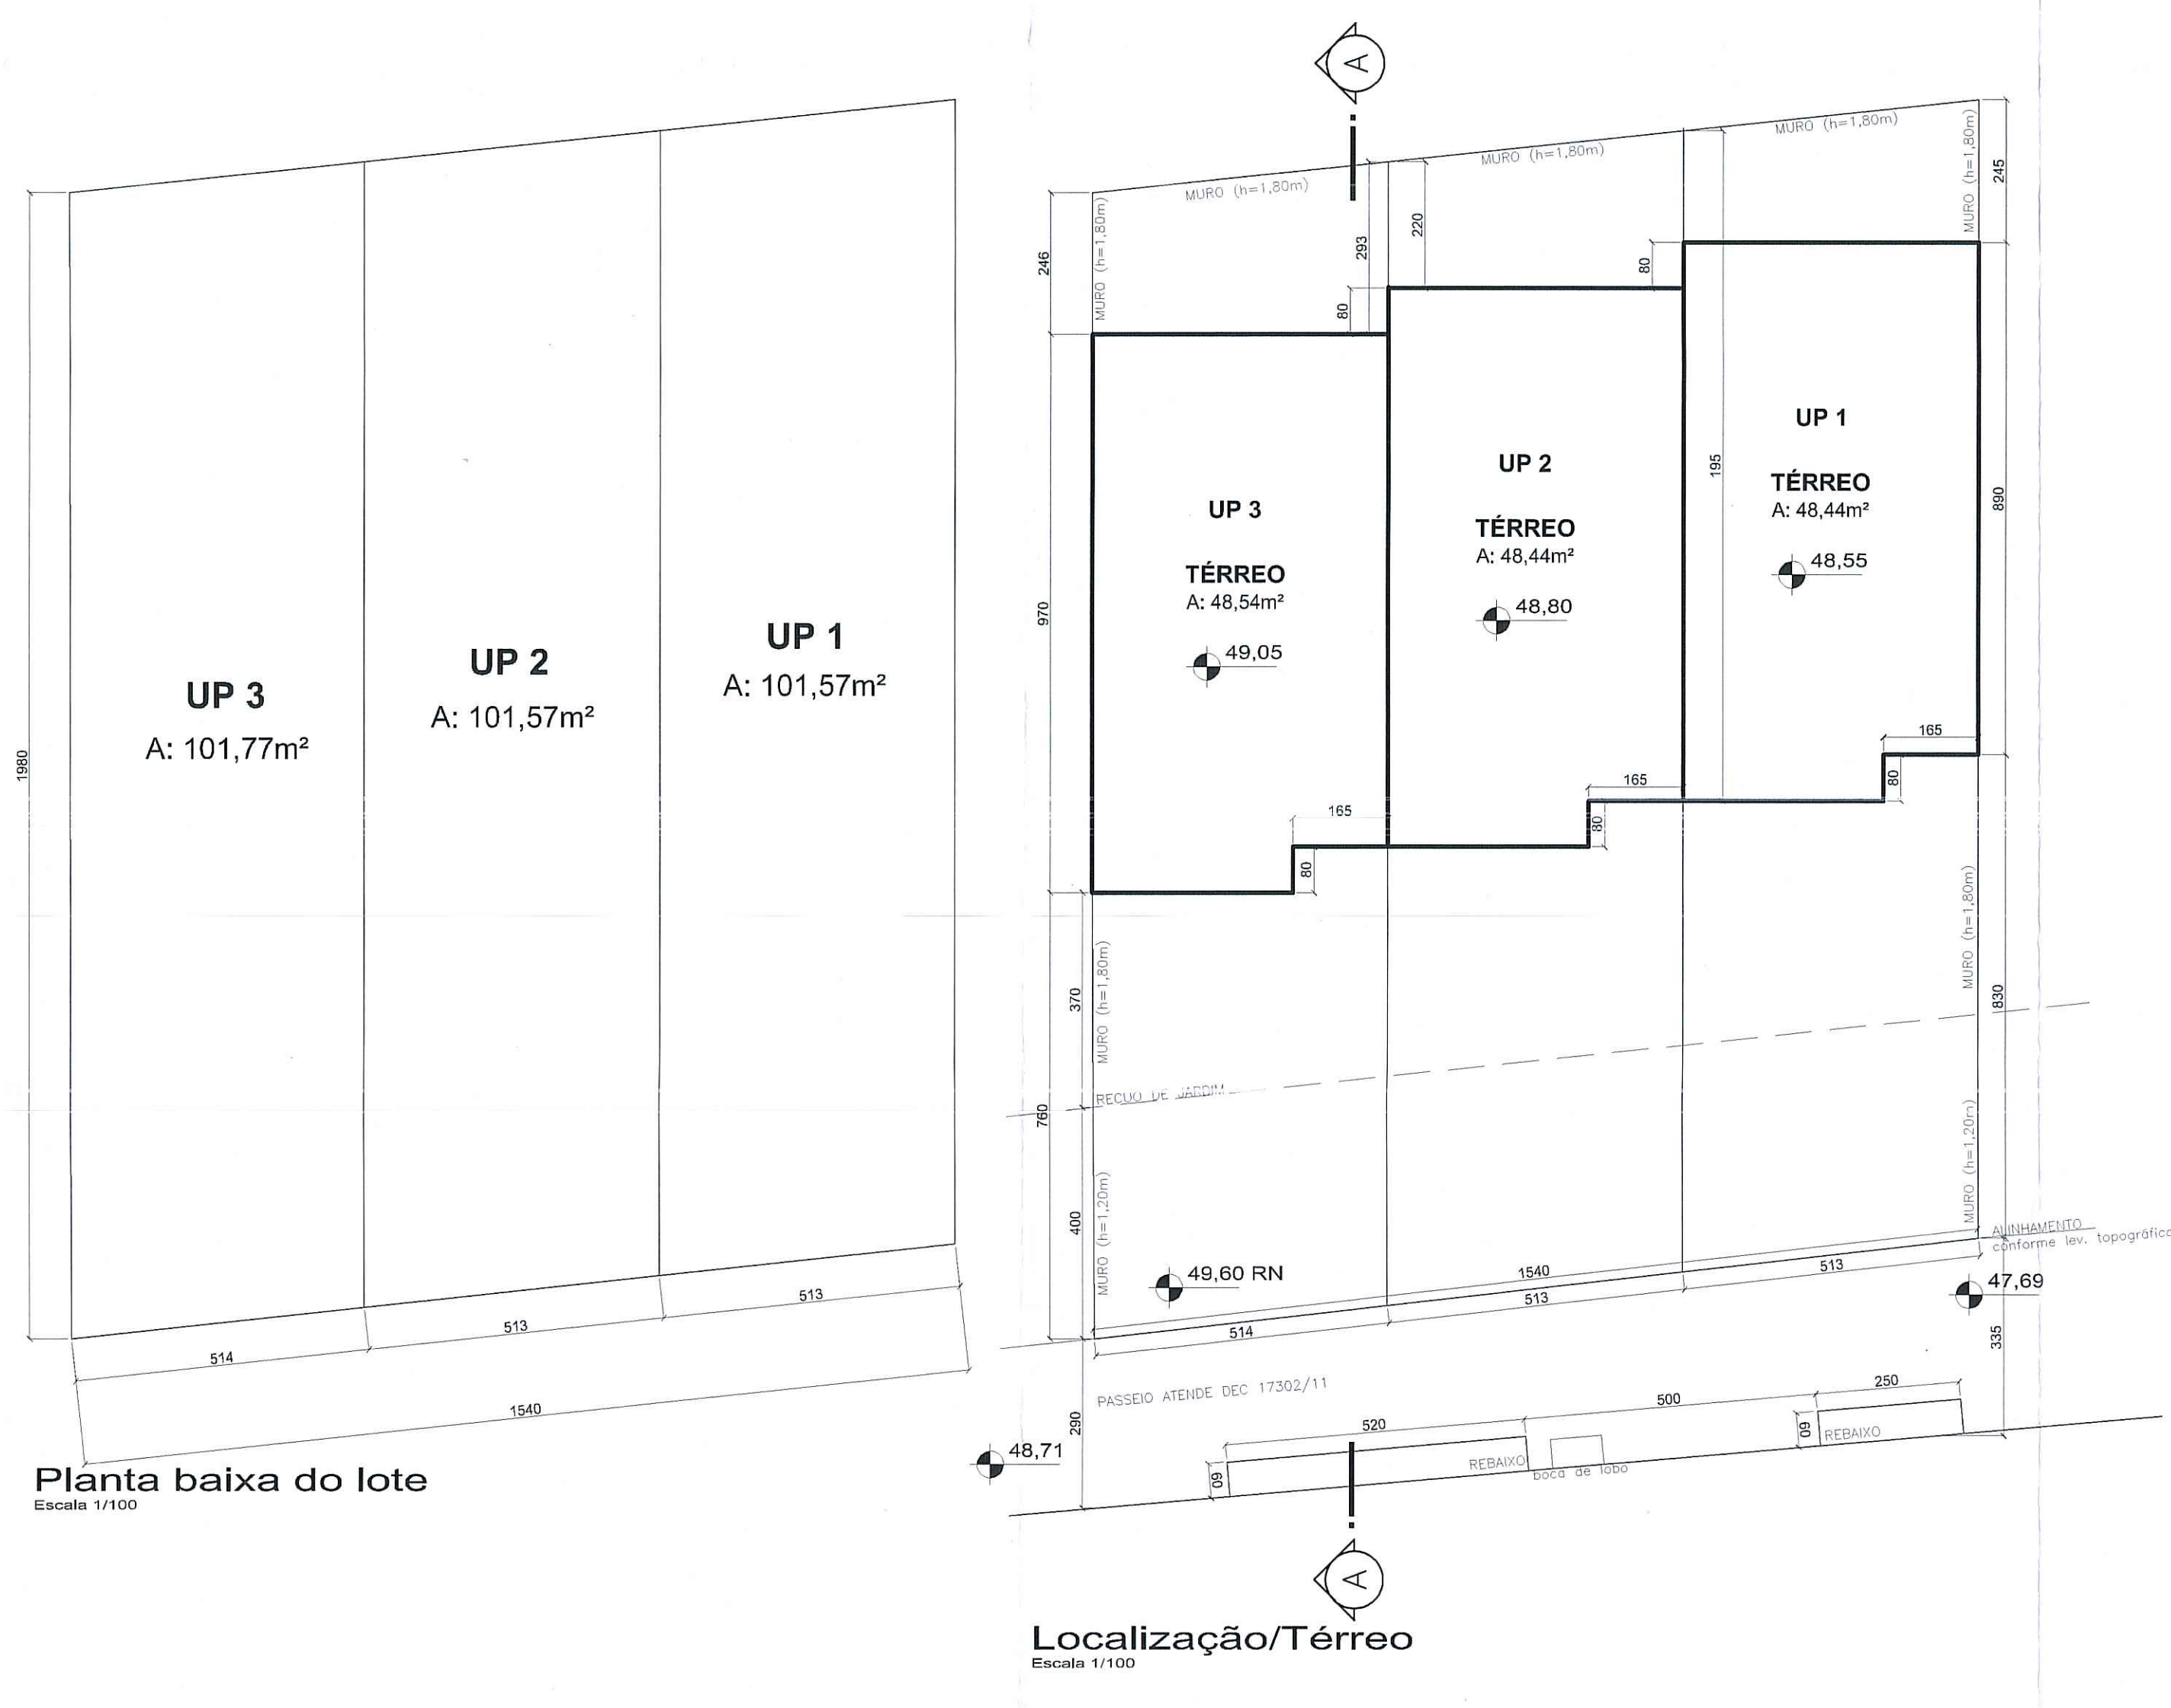 1980
UP 3
A: 101,77m²
UP 2
A: 101,57m²
UP 1
A: 101,57m²
514
513
513
1540
Planta baixa do lote
Escala 1/100
A
MURO (h=1,80m)
MURO (h=1,80m)
MURO (h=1,80m)
MURO (h=1,80m)
MURO (h=1,80m)
246
293
220
80
80
245
UP 3
TÉRREO
A: 48,54m²
49,05
UP 2
TÉRREO
A: 48,44m²
48,80
UP 1
TÉRREO
A: 48,44m²
48,55
970
195
890
165
80
165
80
165
80
MURO (h=1,80m)
MURO (h=1,80m)
370
830
RECUO DE JARDIM
760
400
MURO (h=1,20m)
MURO (h=1,20m)
49,60 RN
1540
514
513
513
ALINHAMENTO
conforme lev. topográfico
47,69
335
PASSEIO ATENDE DEC 17302/11
290
48,71
520
500
250
60
REBAIXO
boca de lobo
60
REBAIXO
A
Localização/Térreo
Escala 1/100